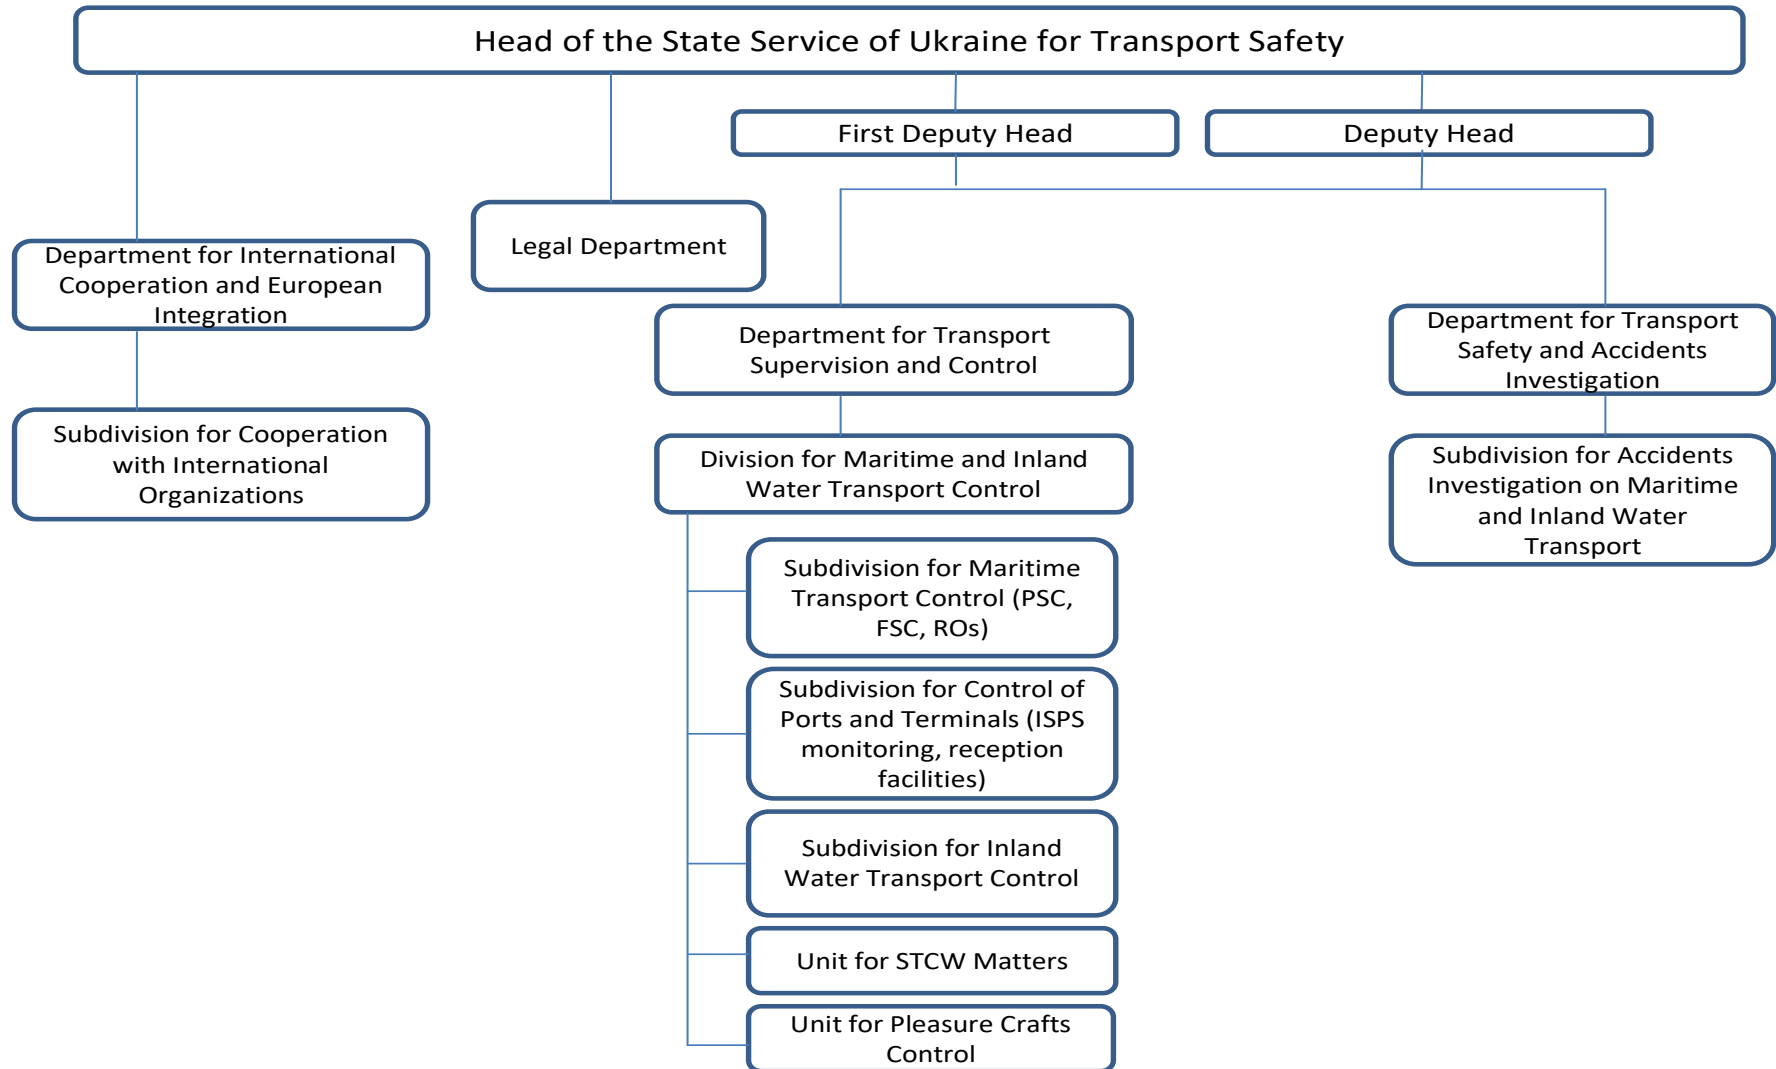 Head of the State Service of Ukraine for Transport Safety
First Deputy Head
Deputy Head
Legal Department
Department for International
Cooperation and European
Integration
Department for Transport
Supervision and Control
Department for Transport
Safety and Accidents
Investigation
Subdivision for Cooperation
with International
Organizations
Division for Maritime and Inland
Water Transport Control
Subdivision for Accidents
Investigation on Maritime
and Inland Water
Transport
Subdivision for Maritime
Transport Control (PSC,
FSC, ROs)
Subdivision for Control of
Ports and Terminals (ISPS
monitoring, reception
facilities)
Subdivision for Inland
Water Transport Control
Unit for STCW Matters
Unit for Pleasure Crafts
Control